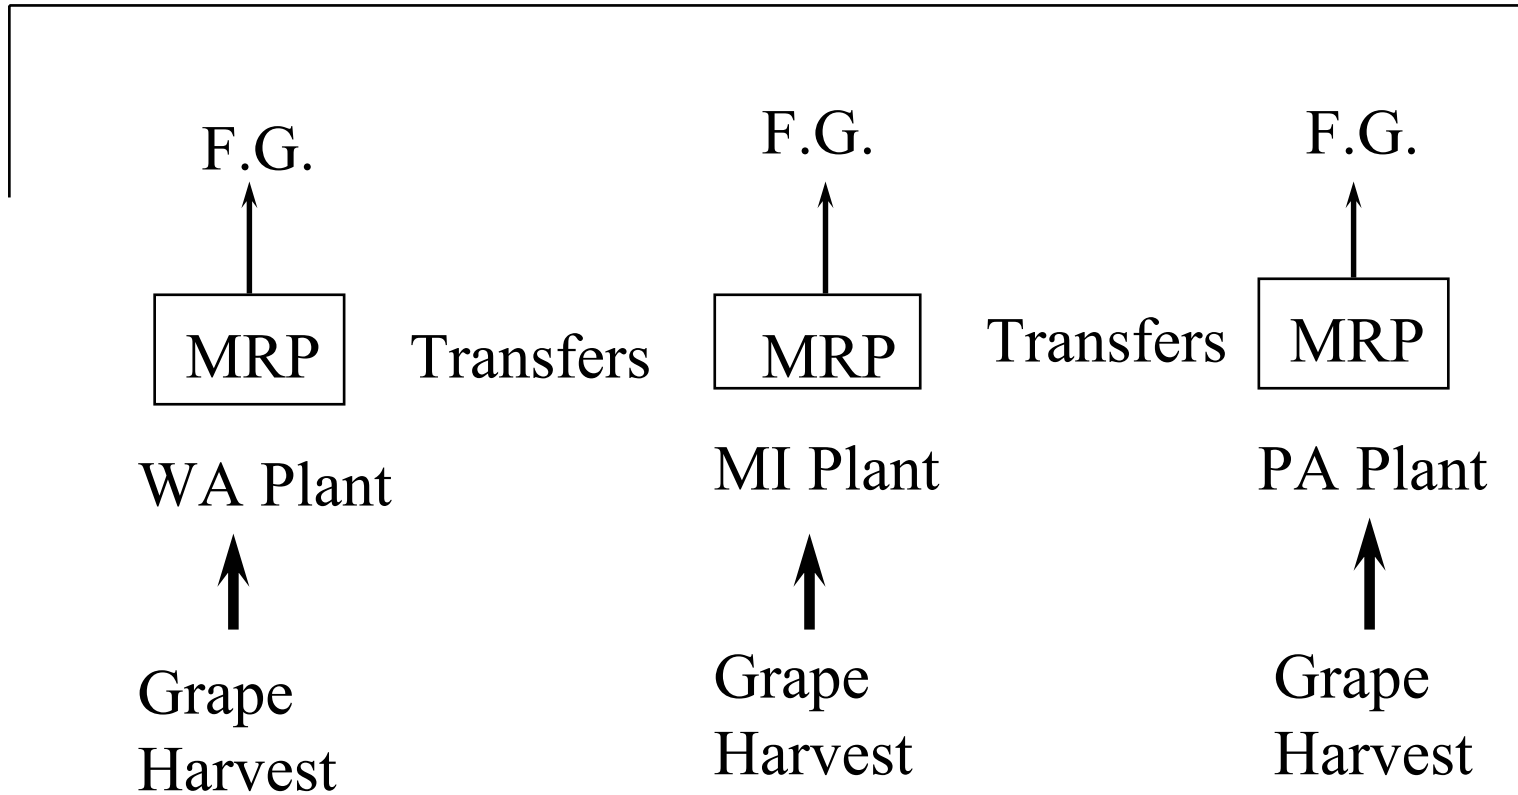 F.G.
F.G.
F.G.
MRP
Transfers
MRP
Transfers
MRP
WA Plant
MI Plant
PA Plant
Grape
Harvest
Grape
Harvest
Grape
Harvest